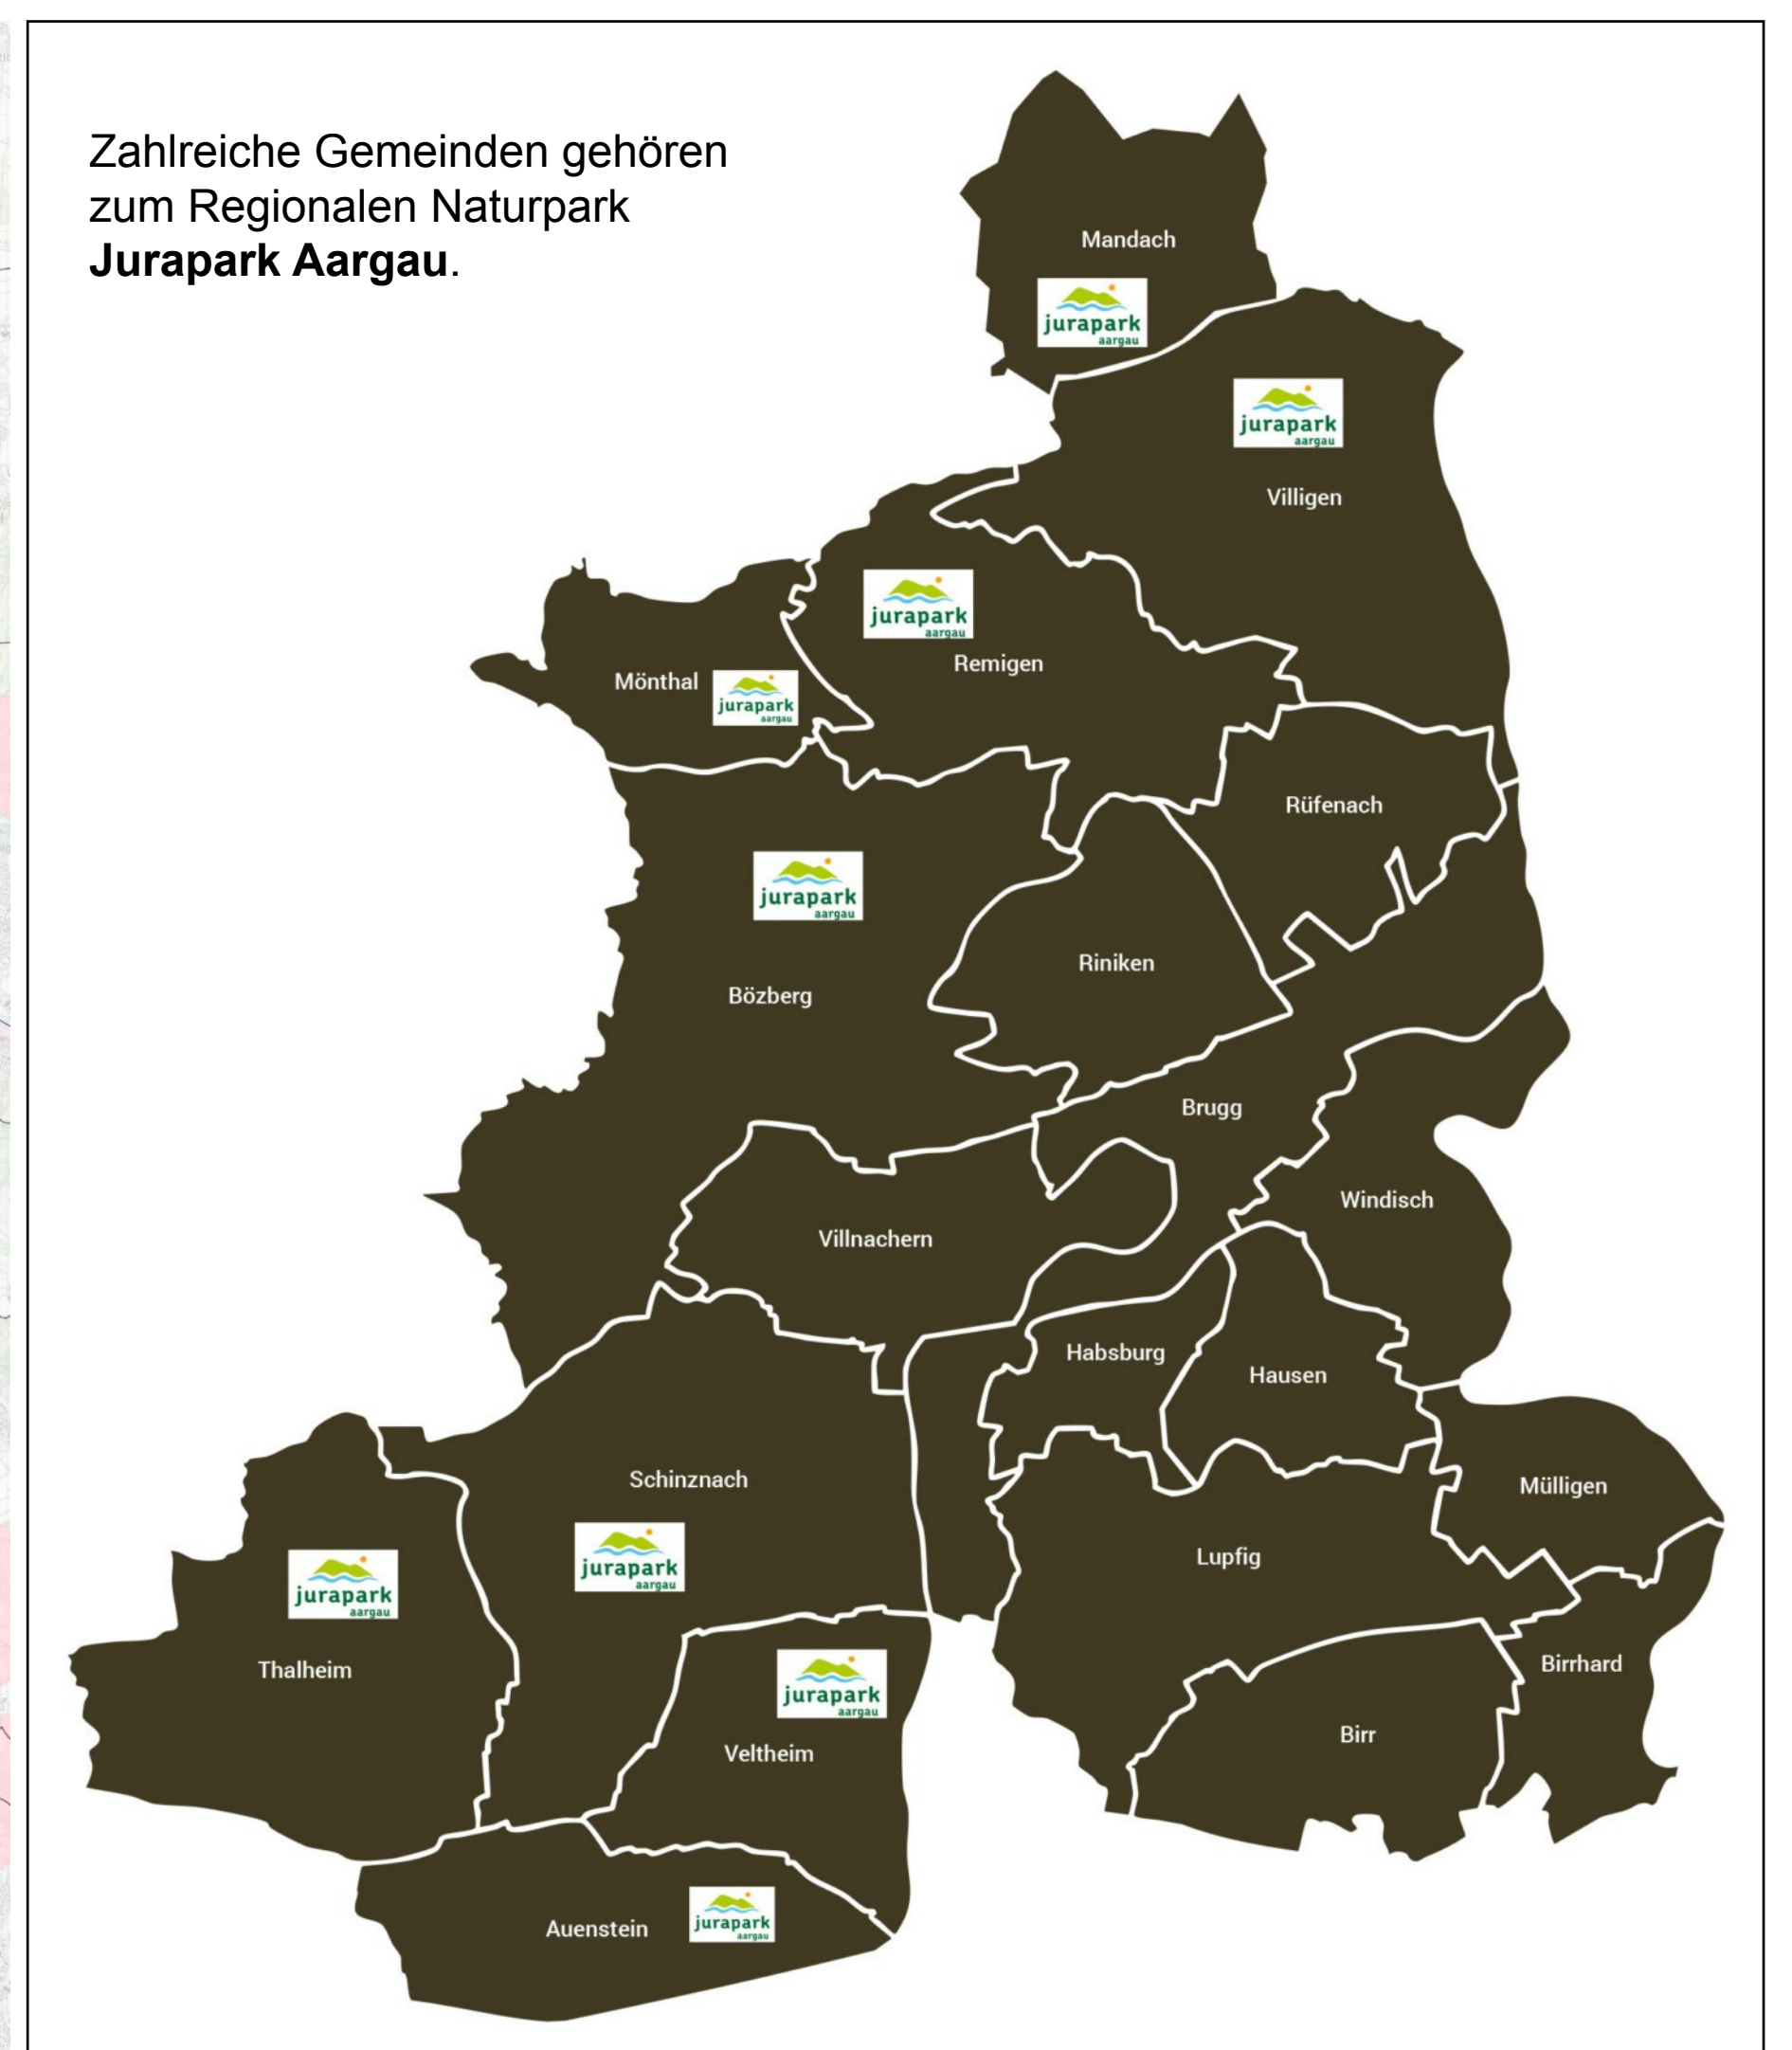 Zahlreiche Gemeinden gehören
zum Regionalen Naturpark
Jurapark Aargau.
Mandach
jurapark
aargau
jurapark
aargau
Villigen
jurapark
aargau
Remigen
Mönthal
jurapark
aargau
Rüfenach
jurapark
aargau
Riniken
Bözberg
Brugg
Windisch
Villnachern
Habsburg
Hausen
Schinznach
jurapark
aargau
Mülligen
Lupfig
jurapark
aargau
Thalheim
jurapark
aargau
Veltheim
Birrhard
Birr
Auenstein
jurapark
aargau